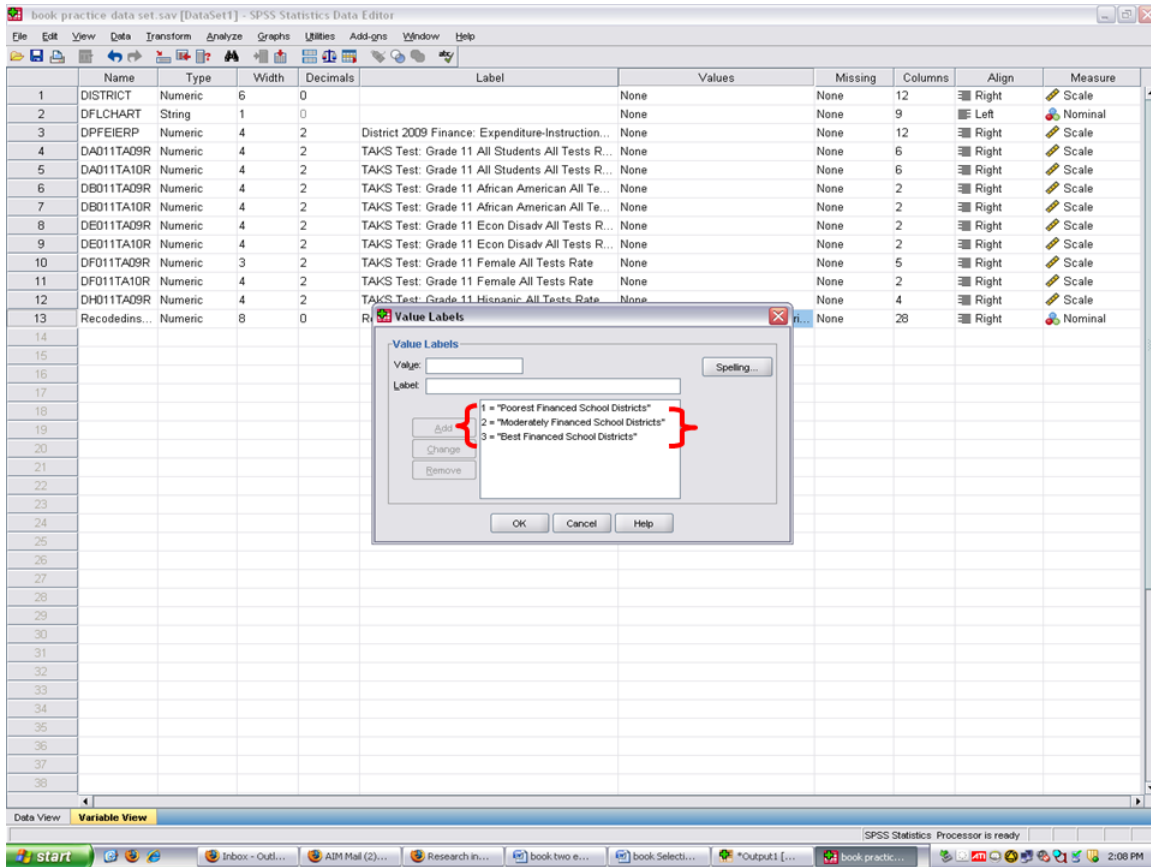 book practice data set.sav [DataSet1] - SPSS Statistics Data Editor
File Edit View Data Transform Analyze Graphs Utilities Add-ons Window Help
Name Type Width Decimals Label Values Missing Columns Align Measure
1 DISTRICT Numeric 6 0 None None 12 Right Scale
2 DFLCHART String 1 0 None None 9 Left Nominal
3 DPFEIERP Numeric 4 2 District 2009 Finance: Expenditure-Instruction... None None 12 Right Scale
4 DA011TA09R Numeric 4 2 TAKS Test: Grade 11 All Students All Tests R... None None 6 Right Scale
5 DA011TA10R Numeric 4 2 TAKS Test: Grade 11 All Students All Tests R... None None 6 Right Scale
6 DB011TA09R Numeric 4 2 TAKS Test: Grade 11 African American All Te... None None 2 Right Scale
7 DB011TA10R Numeric 4 2 TAKS Test: Grade 11 African American All Te... None None 2 Right Scale
8 DE011TA09R Numeric 4 2 TAKS Test: Grade 11 Econ Disadv All Tests R... None None 2 Right Scale
9 DE011TA10R Numeric 4 2 TAKS Test: Grade 11 Econ Disadv All Tests R... None None 2 Right Scale
10 DF011TA09R Numeric 3 2 TAKS Test: Grade 11 Female All Tests Rate None None 5 Right Scale
11 DF011TA10R Numeric 4 2 TAKS Test: Grade 11 Female All Tests Rate None None 2 Right Scale
12 DH011TA09R Numeric 4 2 TAKS Test: Grade 11 Hispanic All Tests Rate None None 4 Right Scale
13 Recodedins... Numeric 8 0 R ri... None 28 Right Nominal
Value Labels
Value Labels
Value:
Spelling...
Label:
1 = "Poorest Financed School Districts"
Add 2 = "Moderately Financed School Districts"
3 = "Best Financed School Districts"
Change
Remove
OK Cancel Help
14
15
16
17
18
19
20
21
22
23
24
25
26
27
28
29
30
31
32
33
34
35
36
37
38
Data View Variable View
SPSS Statistics Processor is ready
start Inbox - Outl... AIM Mail (2)... Research in... book two e... book Selecti... *Output1 [... book practic... 2:08 PM